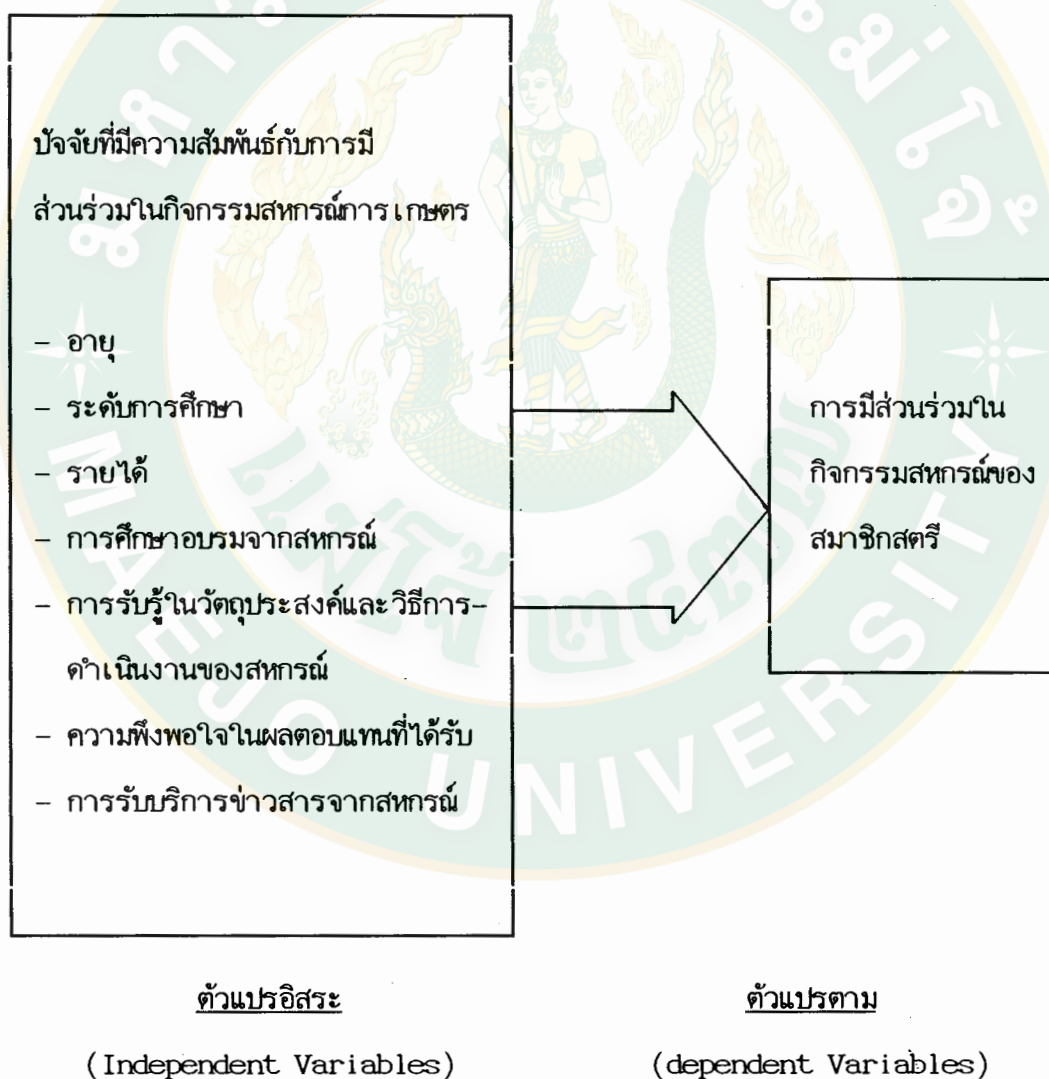 ปัจจัยที่มีความสัมพันธ์กับการมี
ส่วนร่วมในกิจกรรมสหกรณ์การเกษตร
- อายุ
- ระดับการศึกษา
- รายได้
- การศึกษาอบรมจากสหกรณ์
- การรับรู้ในวัตถุประสงค์และวิธีการ-
ดำเนินงานของสหกรณ์
- ความพึงพอใจในผลตอบแทนที่ได้รับ
- การรับบริการข่าวสารจากสหกรณ์
การมีส่วนร่วมใน
กิจกรรมสหกรณ์ของ
สมาชิกสตรี
ตัวแปรอิสระ
(Independent Variables)
ตัวแปรตาม
(dependent Variables)
แม่โจ้ ๒๔๗๗
MAEJO UNIVERSITY